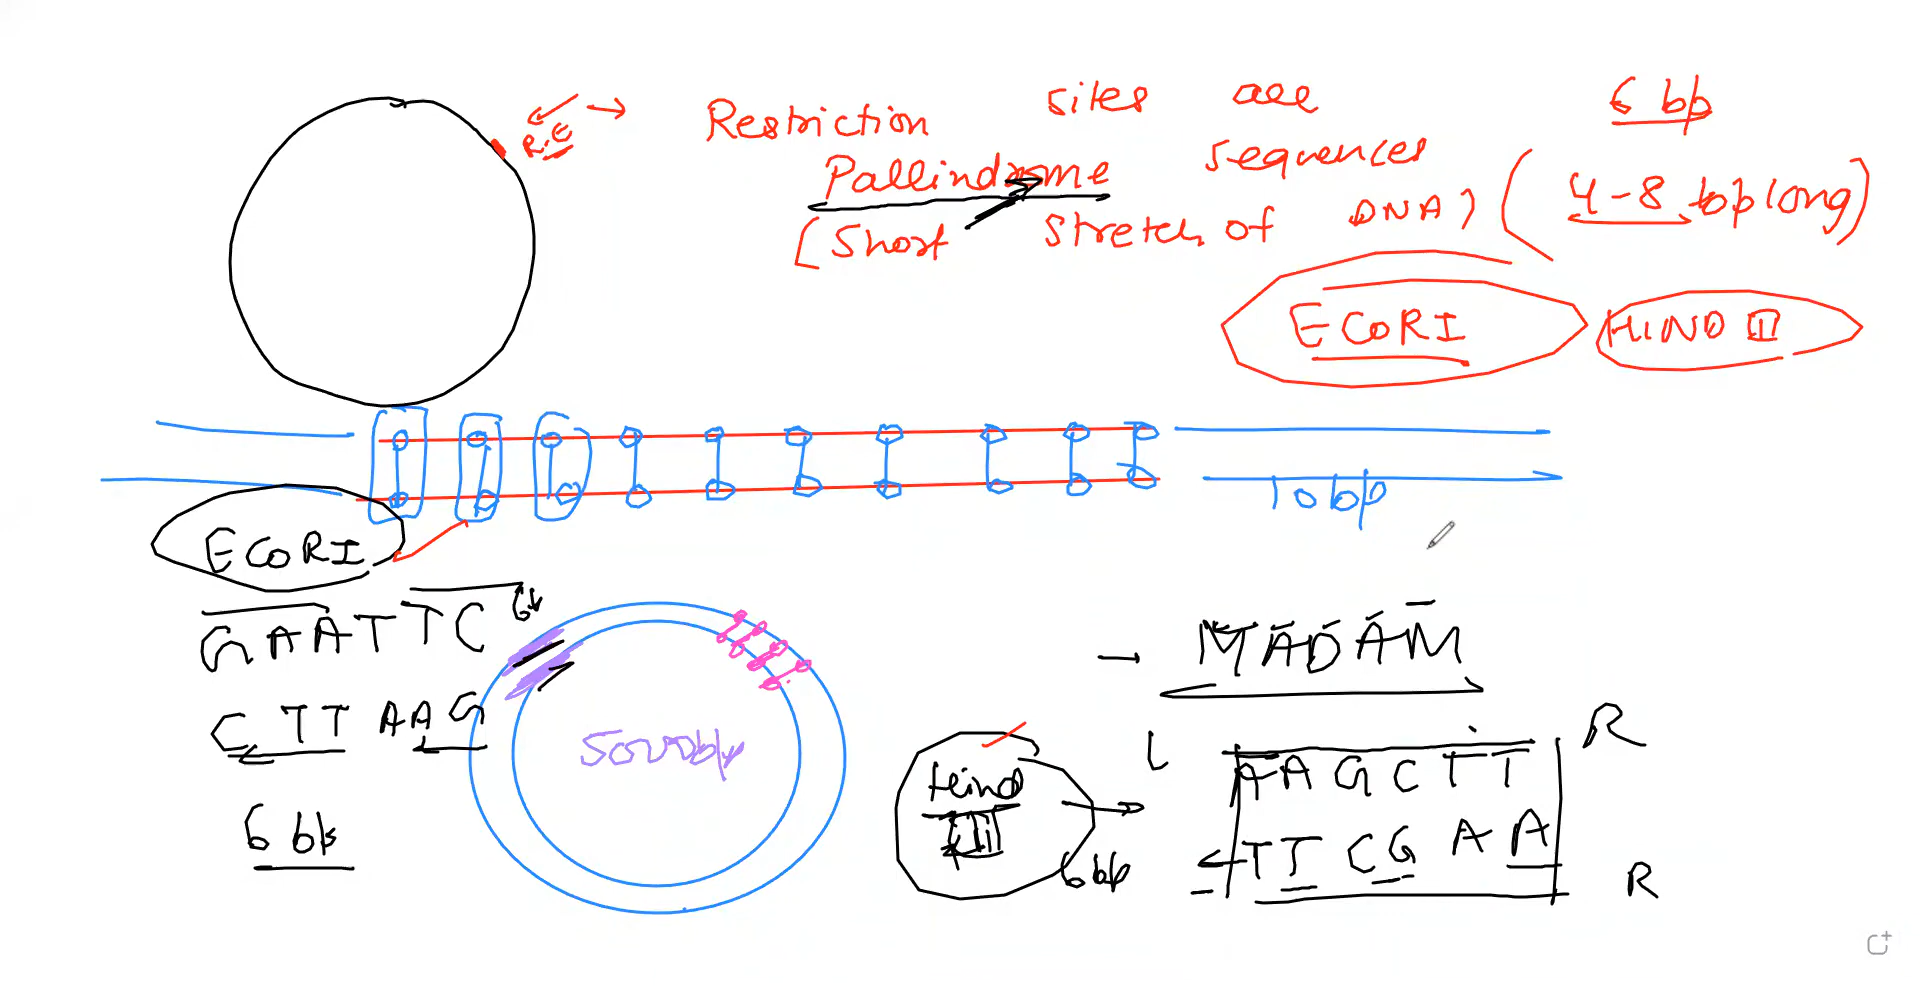 R.E → Restriction sites are
Pallindrome sequences
[Short stretch of DNA) (4-8 bp long)
6 bp
ECoRI HIND III
10 bp
ECoRI
GAATTC
CTTAAG
6 bp
5000bp
→ MADAM
Hind
III
6 bp
L AAGCTT R
TTCGAA R